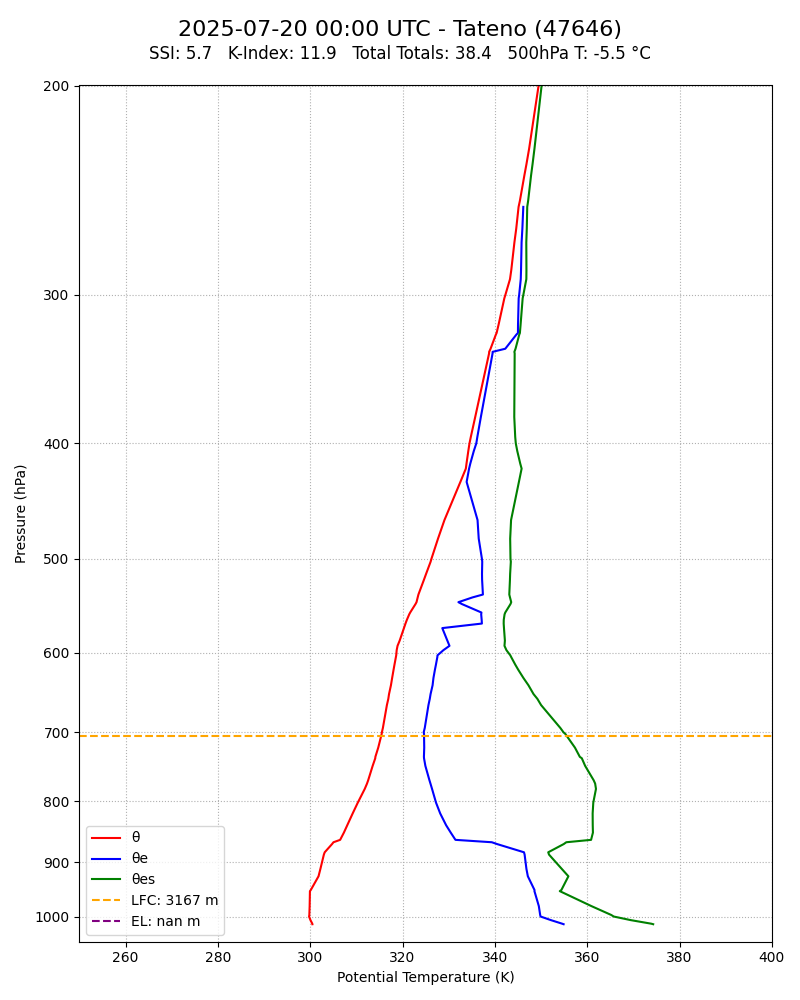 2025-07-20 00:00 UTC - Tateno (47646)
SSI: 5.7 K-Index: 11.9 Total Totals: 38.4 500hPa T: -5.5 °C
200
300
400
500
600
700
800
900
1000
Pressure (hPa)
θ
θe
θes
LFC: 3167 m
EL: nan m
260 280 300 320 340 360 380 400
Potential Temperature (K)